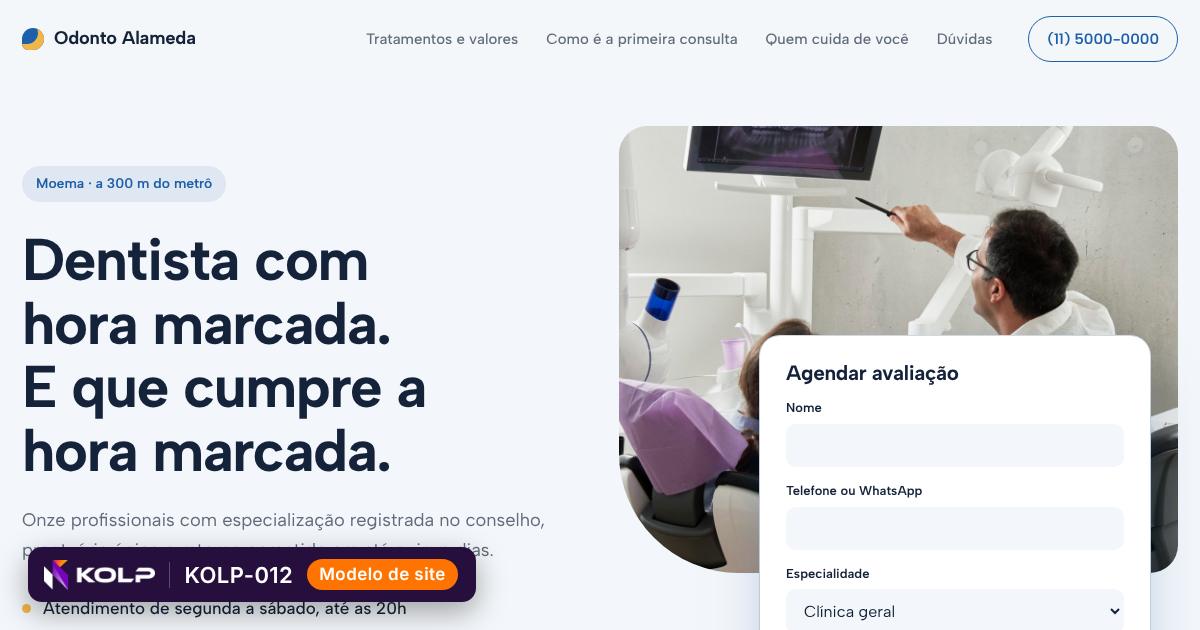 Odonto Alameda
Tratamentos e valores
Como é a primeira consulta
Quem cuida de você
Dúvidas
(11) 5000-0000
Moema · a 300 m do metrô
Dentista com
hora marcada.
E que cumpre a
hora marcada.
Onze profissionais com especialização registrada no conselho,
dias.
Atendimento de segunda a sábado, até as 20h
KOLP
KOLP-012
Modelo de site
Agendar avaliação
Nome
Telefone ou WhatsApp
Especialidade
Clínica geral